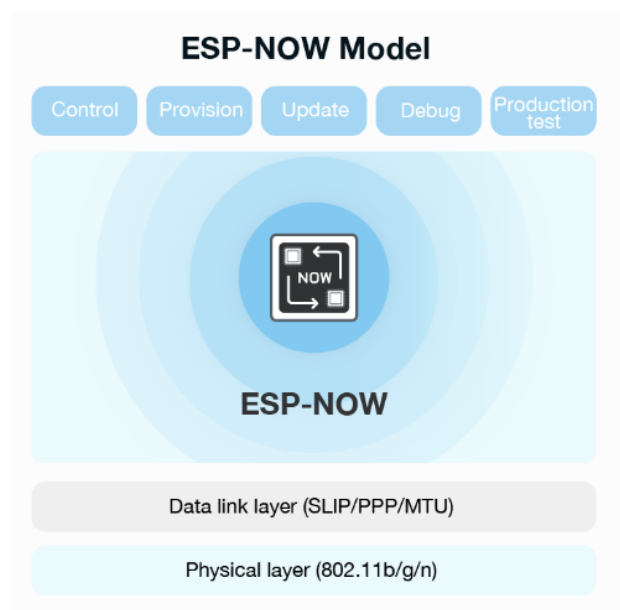 ESP-NOW Model
Control
Provision
Update
Debug
Production
test
NOW
ESP-NOW
Data link layer (SLIP/PPP/MTU)
Physical layer (802.11b/g/n)